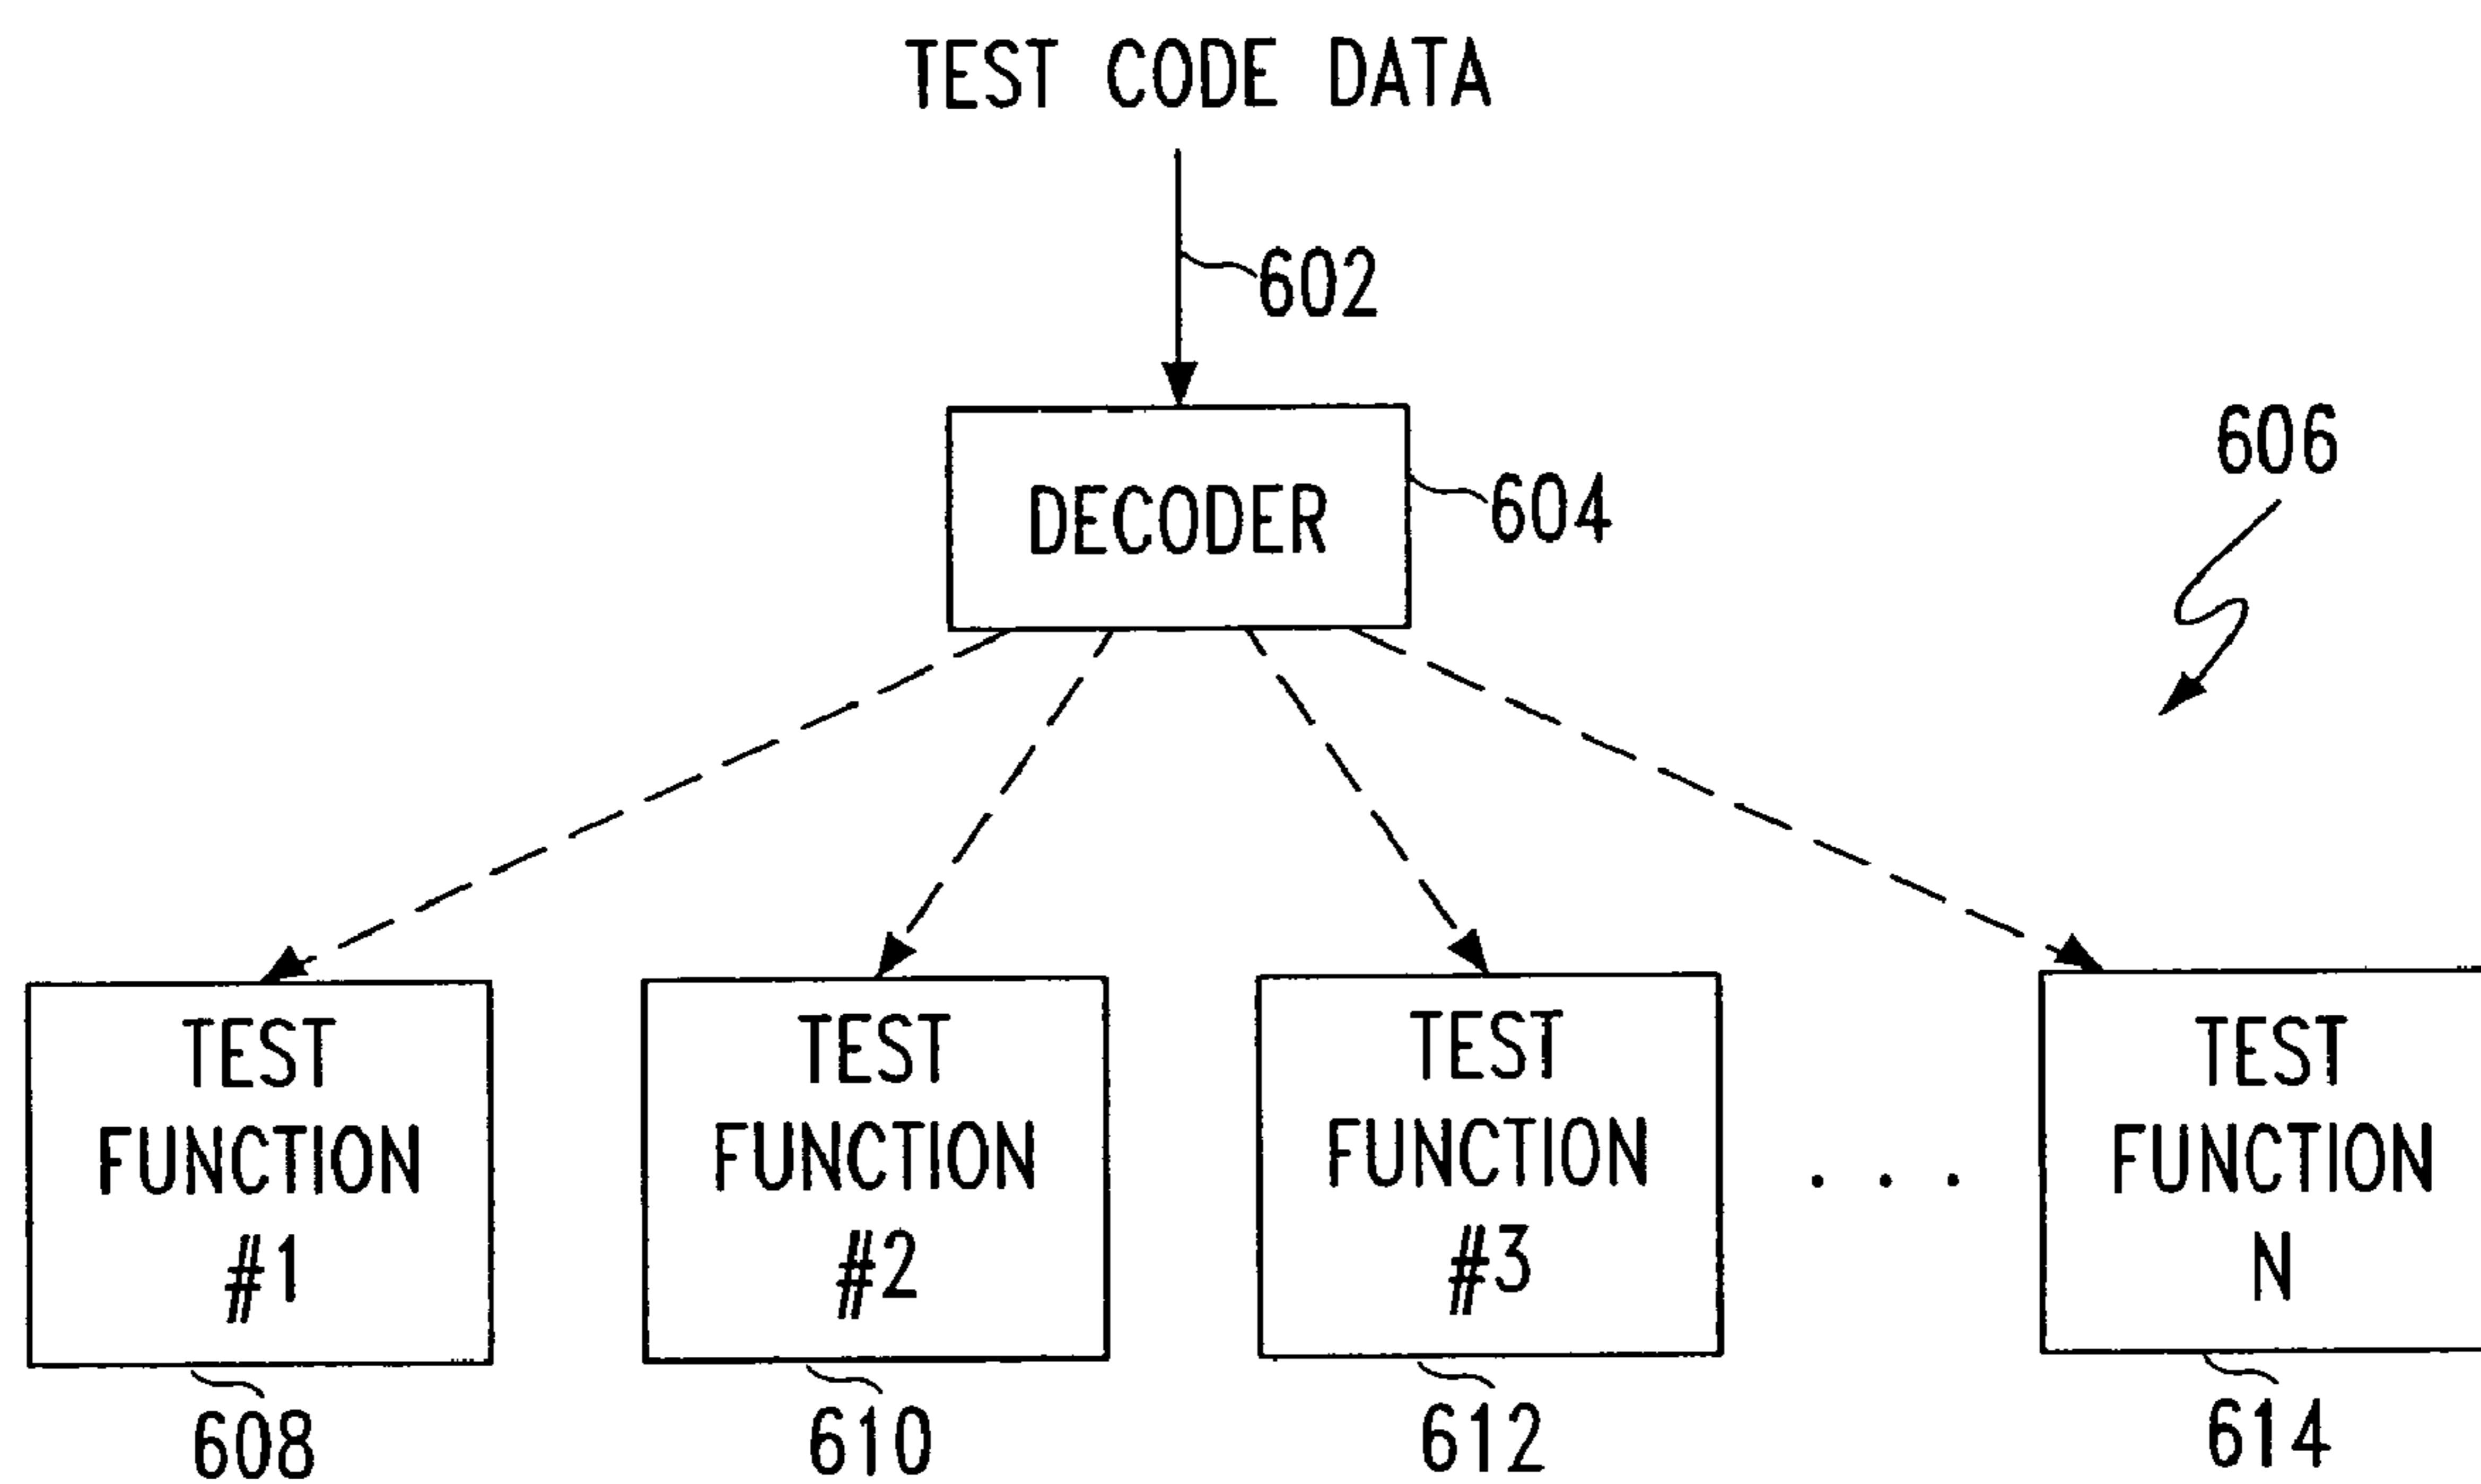 TEST CODE DATA
602
DECODER
604
606
TEST
FUNCTION
#1
TEST
FUNCTION
#2
TEST
FUNCTION
#3
. . .
TEST
FUNCTION
N
608
610
612
614